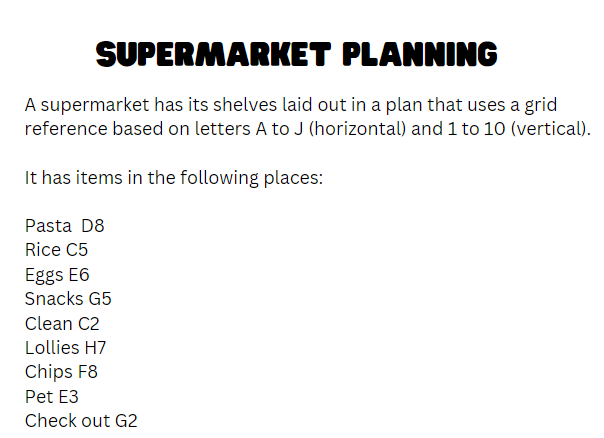 SUPERMARKET PLANNING
A supermarket has its shelves laid out in a plan that uses a grid
reference based on letters A to J (horizontal) and 1 to 10 (vertical).
It has items in the following places:
Pasta  D8
Rice C5
Eggs E6
Snacks G5
Clean C2
Lollies H7
Chips F8
Pet E3
Check out G2